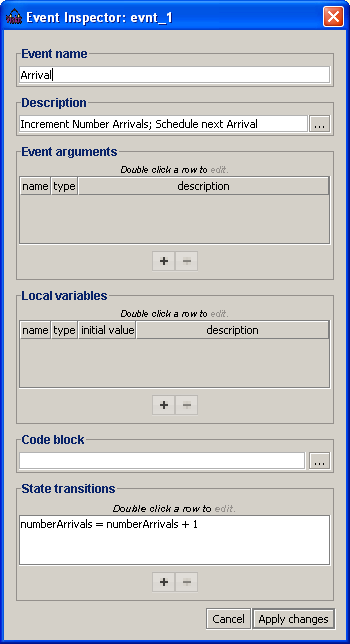 Event Inspector: evnt_1
Event name
Arrival
Description
Increment Number Arrivals; Schedule next Arrival
...
Event arguments
Double click a row to edit.
name type description
+ −
Local variables
Double click a row to edit.
name type initial value description
+ −
Code block
...
State transitions
Double click a row to edit.
numberArrivals = numberArrivals + 1
+ −
Cancel Apply changes